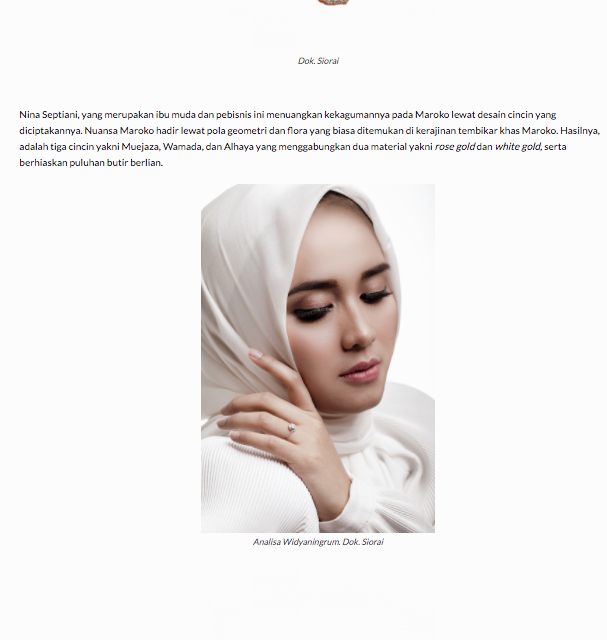 Dok. Siorai
Nina Septiani, yang merupakan ibu muda dan pebisnis ini menuangkan kekagumannya pada Maroko lewat desain cincin yang
diciptakannya. Nuansa Maroko hadir lewat pola geometri dan flora yang biasa ditemukan di kerajinan tembikar khas Maroko. Hasilnya,
adalah tiga cincin yakni Muejaza, Wamada, dan Alhaya yang menggabungkan dua material yakni rose gold dan white gold, serta
berhiaskan puluhan butir berlian.
Analisa Widyaningrum. Dok. Siorai